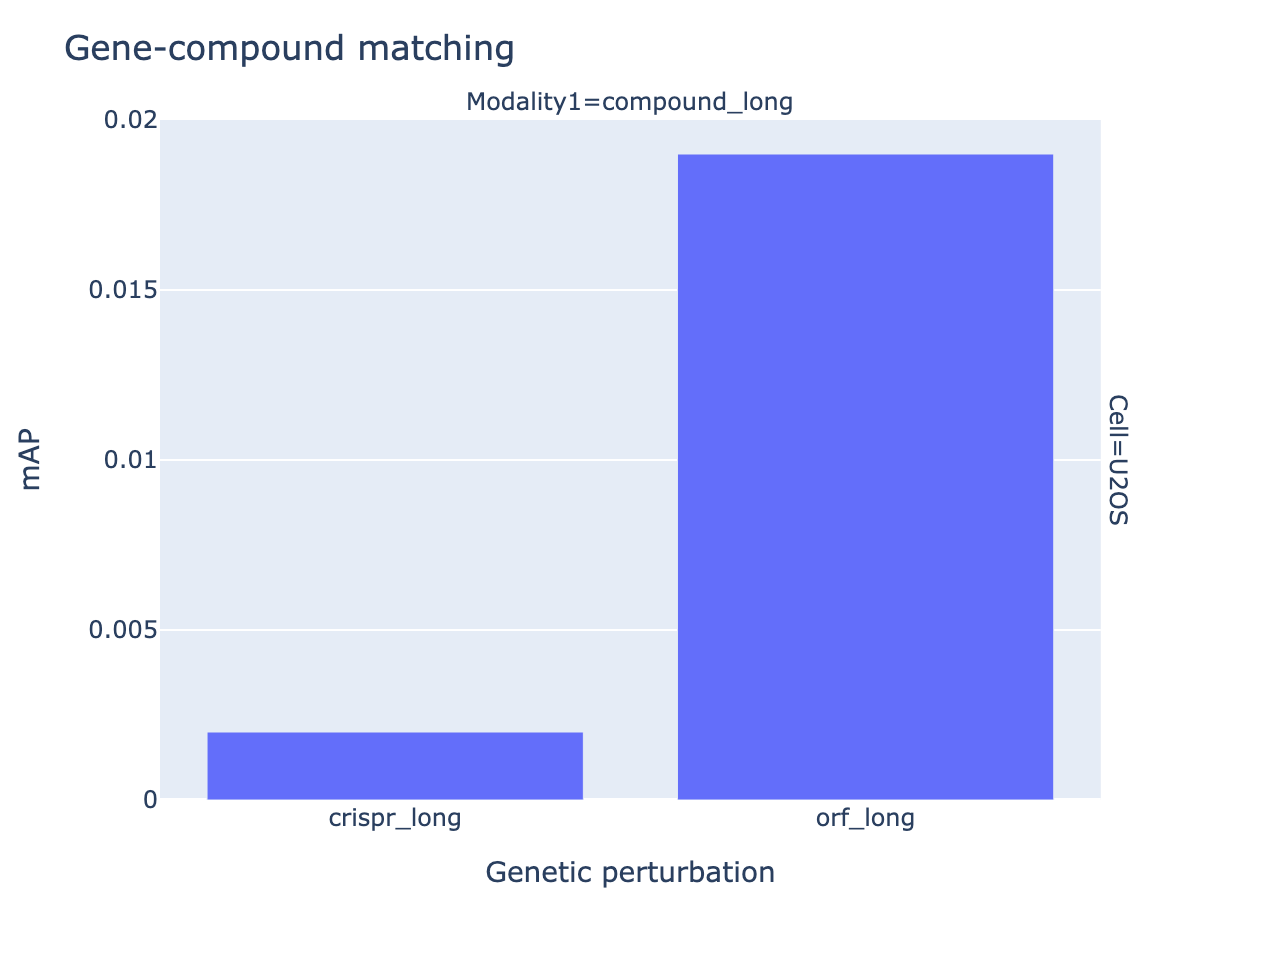 Gene-compound matching
Modality1=compound_long
0.02
0.015
0.01
0.005
0
mAP
Cell=U2OS
crispr_long
orf_long
Genetic perturbation